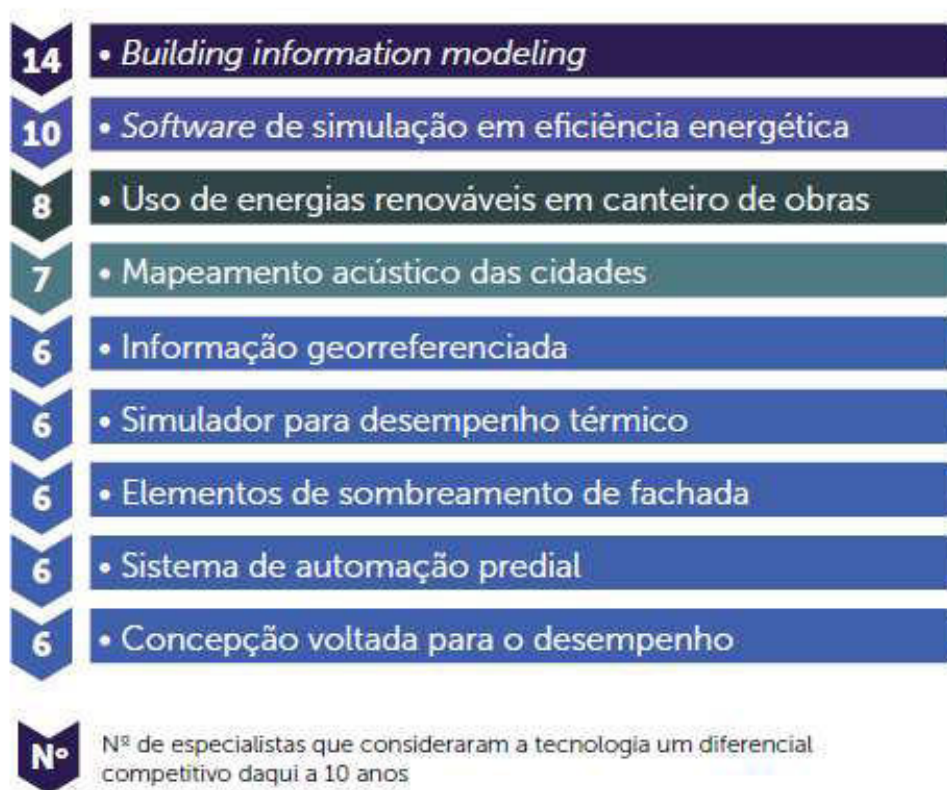 14 • Building information modeling
10 • Software de simulação em eficiência energética
8 • Uso de energias renováveis em canteiro de obras
7 • Mapeamento acústico das cidades
6 • Informação georreferenciada
6 • Simulador para desempenho térmico
6 • Elementos de sombreamento de fachada
6 • Sistema de automação predial
6 • Concepção voltada para o desempenho
Nº Nº de especialistas que consideraram a tecnologia um diferencial
competitivo daqui a 10 anos